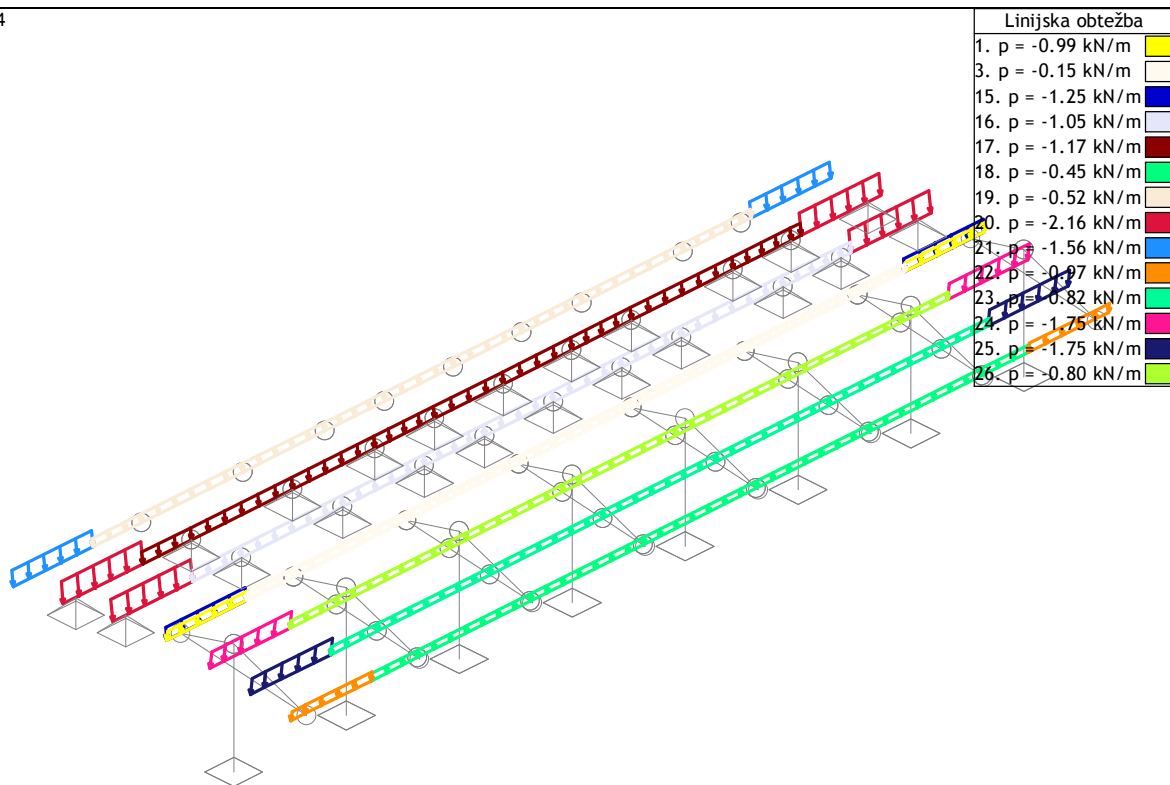 4
Linijska obtežba
1. p = -0.99 kN/m
3. p = -0.15 kN/m
15. p = -1.25 kN/m
16. p = -1.05 kN/m
17. p = -1.17 kN/m
18. p = -0.45 kN/m
19. p = -0.52 kN/m
20. p = -2.16 kN/m
21. p = -1.56 kN/m
22. p = -0.97 kN/m
23. p = -0.82 kN/m
24. p = -1.75 kN/m
25. p = -1.75 kN/m
26. p = -0.80 kN/m